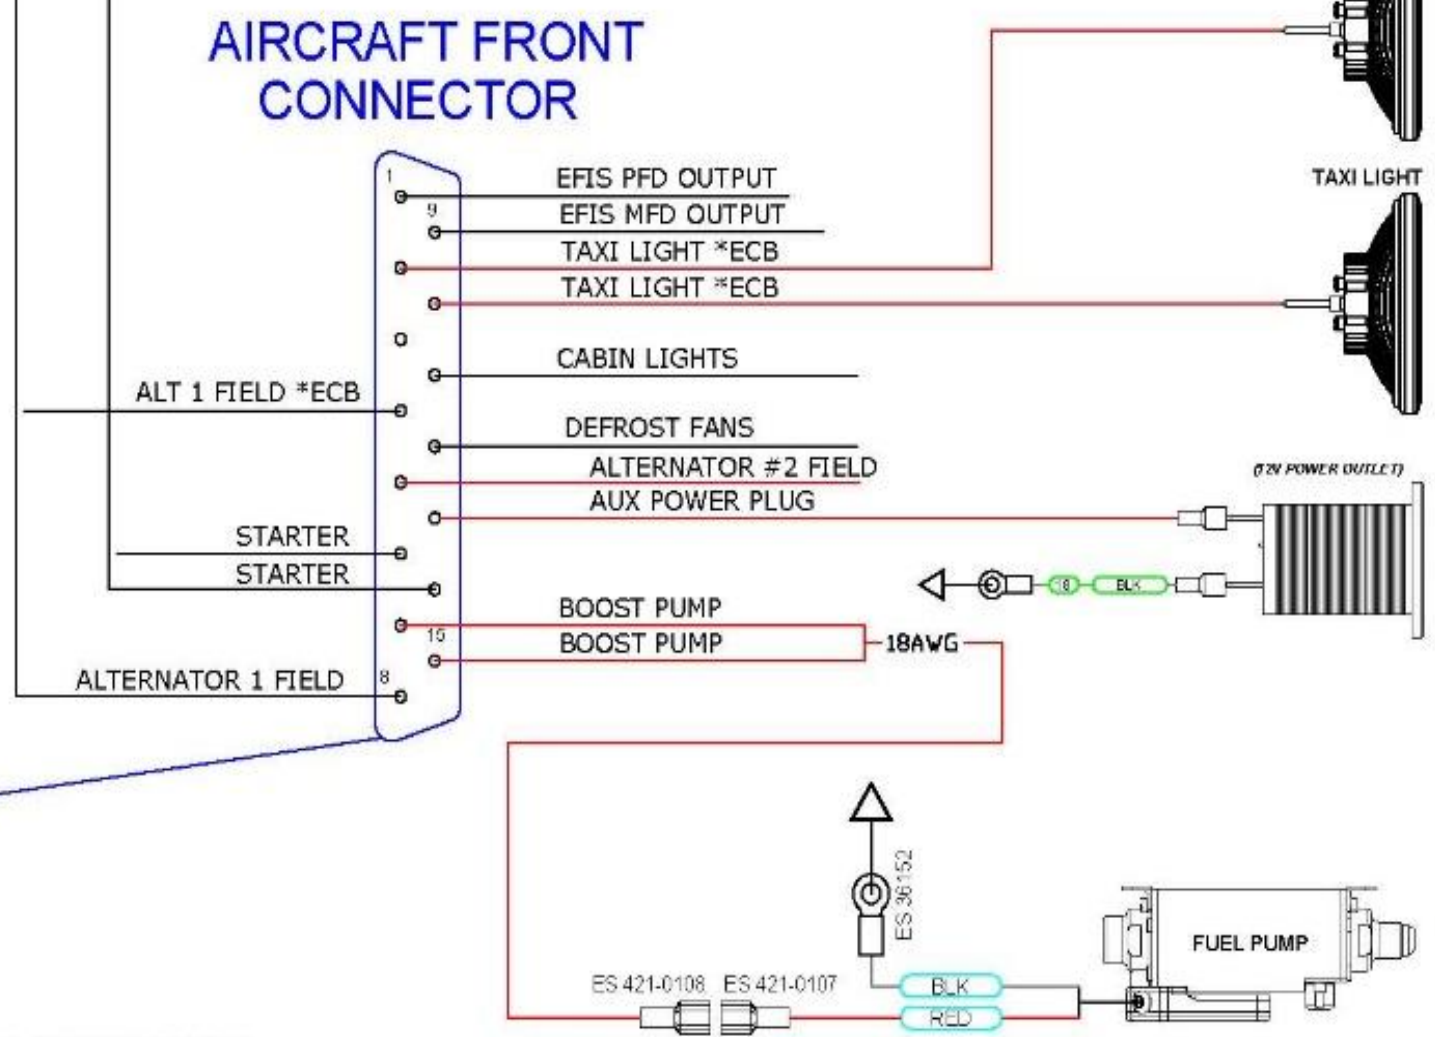 AIRCRAFT FRONT
CONNECTOR
TAXI LIGHT
1
EFIS PFD OUTPUT
9
EFIS MFD OUTPUT
TAXI LIGHT *ECB
TAXI LIGHT *ECB
CABIN LIGHTS
ALT 1 FIELD *ECB
DEFROST FANS
ALTERNATOR #2 FIELD
(12V POWER OUTLET)
AUX POWER PLUG
STARTER
STARTER
18
BLK
BOOST PUMP
15
BOOST PUMP
18AWG
ALTERNATOR 1 FIELD
8
ES 36152
FUEL PUMP
ES 421-0108
ES 421-0107
BLK
RED